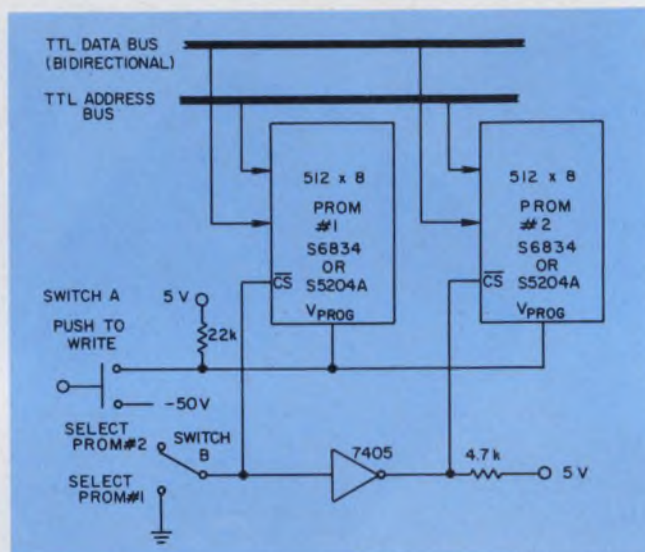 TTL DATA BUS
(BIDIRECTIONAL)
TTL ADDRESS
BUS
512 x 8
PROM
#1
S6834
OR
S5204A
CS
VPROG
512 x 8
PROM
#2
S6834
OR
S5204A
CS
VPROG
SWITCH A
PUSH TO
WRITE
5 V
22k
-50V
SELECT
PROM#2
SWITCH
B
SELECT
PROM#1
7405
4.7k
5 V